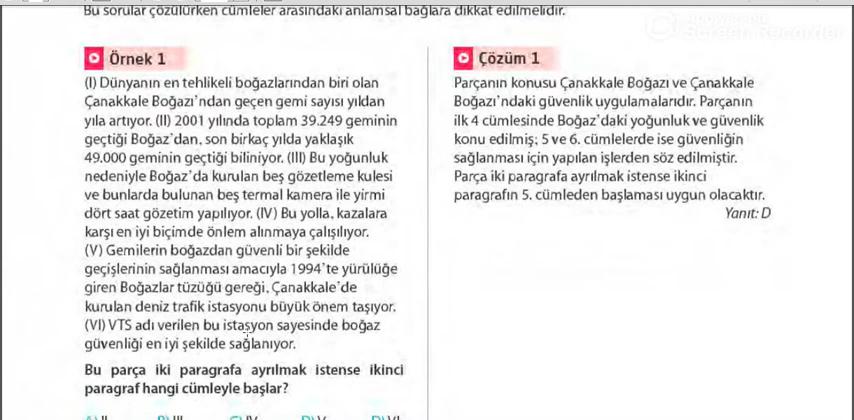 Bu sorular çözülürken cümleler arasındaki anlamsal bağlara dikkat edilmelidir.
Örnek 1
(I) Dünyanın en tehlikeli boğazlarından biri olan
Çanakkale Boğazı'ndan geçen gemi sayısı yıldan
yıla artıyor. (II) 2001 yılında toplam 39.249 geminin
geçtiği Boğaz'dan, son birkaç yılda yaklaşık
49.000 geminin geçtiği biliniyor. (III) Bu yoğunluk
nedeniyle Boğaz'da kurulan beş gözetleme kulesi
ve bunlarda bulunan beş termal kamera ile yirmi
dört saat gözetim yapılıyor. (IV) Bu yolla, kazalara
karşı en iyi biçimde önlem alınmaya çalışılıyor.
(V) Gemilerin boğazdan güvenli bir şekilde
geçişlerinin sağlanması amacıyla 1994'te yürülüğe
giren Boğazlar tüzüğü gereği, Çanakkale'de
kurulan deniz trafik istasyonu büyük önem taşıyor.
(VI) VTS adı verilen bu istasyon sayesinde boğaz
güvenliği en iyi şekilde sağlanıyor.
Bu parça iki paragrafa ayrılmak istense ikinci
paragraf hangi cümleyle başlar?
Çözüm 1
Parçanın konusu Çanakkale Boğazı ve Çanakkale
Boğazı'ndaki güvenlik uygulamalarıdır. Parçanın
ilk 4 cümlesinde Boğaz'daki yoğunluk ve güvenlik
konu edilmiş; 5 ve 6. cümlelerde ise güvenliğin
sağlanması için yapılan işlerden söz edilmiştir.
Parça iki paragrafa ayrılmak istense ikinci
paragrafın 5. cümleden başlaması uygun olacaktır.
Yanıt: D
Screen Recorder